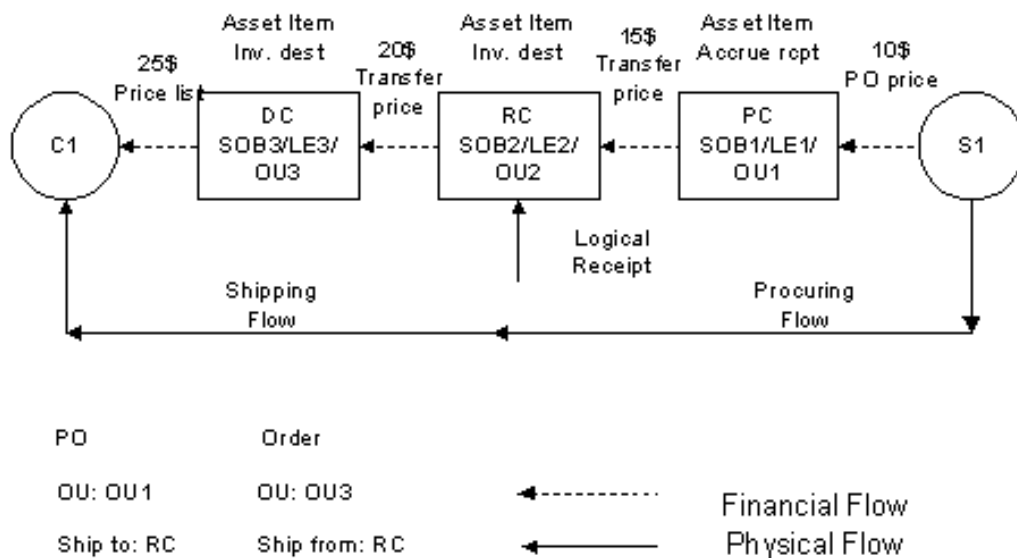 Asset Item
Inv. dest
Asset Item
Inv. dest
Asset Item
Accrue rcpt
25$
Price list
20$
Transfer
price
15$
Transfer
price
10$
PO price
C1
DC
SOB3/LE3/
OU3
RC
SOB2/LE2/
OU2
PC
SOB1/LE1/
OU1
S1
Logical
Receipt
Shipping
Flow
Procuring
Flow
PO
Order
OU: OU1
OU: OU3
Financial Flow
Ship to: RC
Ship from: RC
Physical Flow